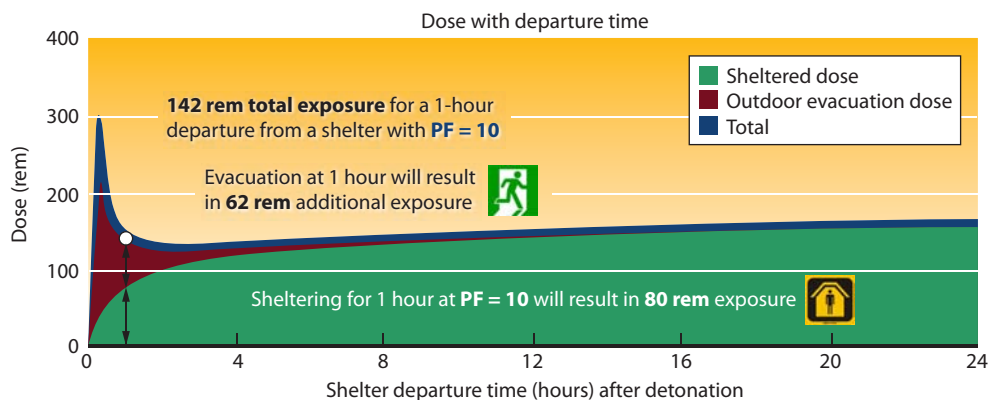 Dose with departure time
400
300
200
100
0
Dose (rem)
Sheltered dose
Outdoor evacuation dose
Total
142 rem total exposure for a 1-hour
departure from a shelter with PF = 10
Evacuation at 1 hour will result
in 62 rem additional exposure
Sheltering for 1 hour at PF = 10 will result in 80 rem exposure
0 4 8 12 16 20 24
Shelter departure time (hours) after detonation